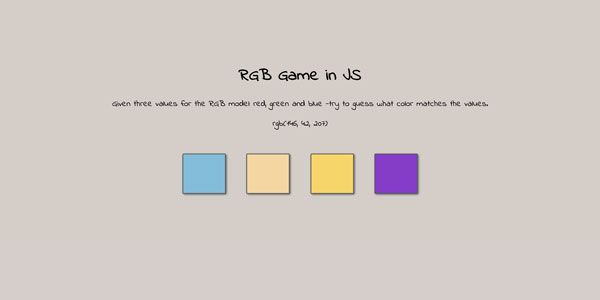 RGB Game in JS
Given three values for the RGB model: red, green and blue -try to guess what color matches the values.
rgb(146, 42, 207)